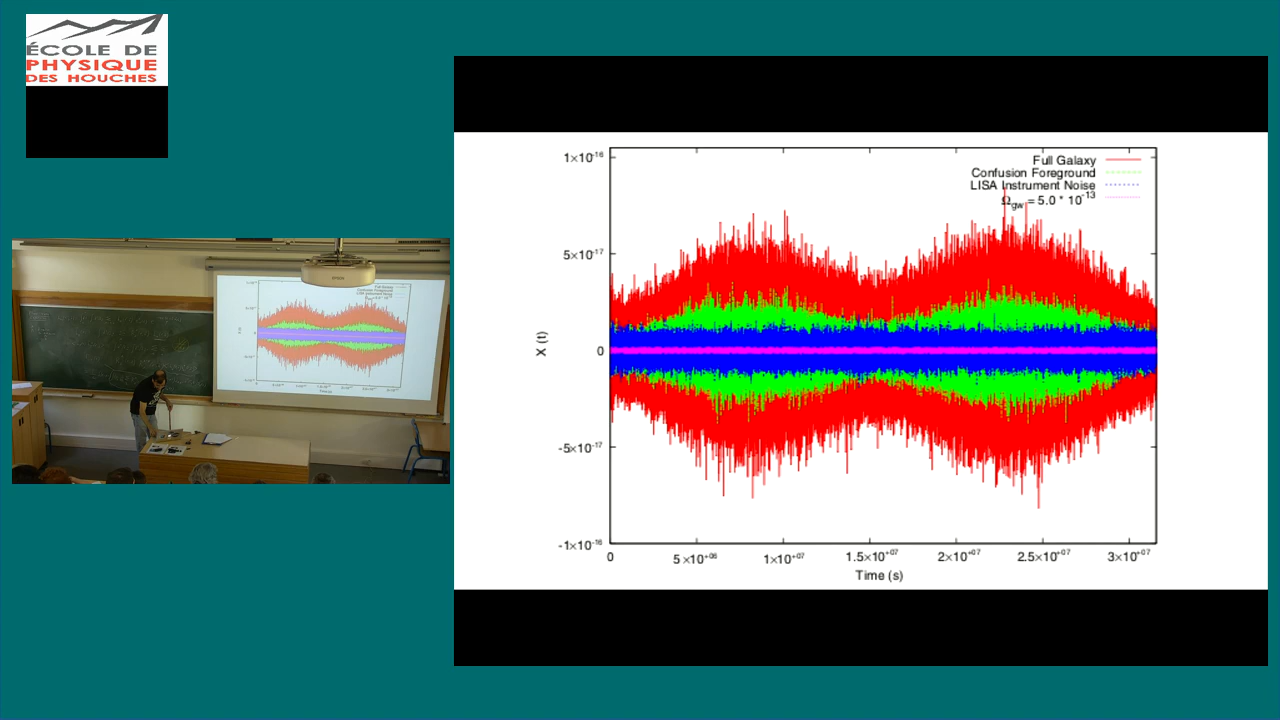 ÉCOLE DE
PHYSIQUE
DES HOUCHES
Full Galaxy
Confusion Foreground
LISA Instrument Noise
Ωgw = 5.0 * 10^-13
1×10^-16
5×10^-17
0
-5×10^-17
-1×10^-16
X (t)
0 5×10^+06 1×10^+07 1.5×10^+07 2×10^+07 2.5×10^+07 3×10^+07
Time (s)